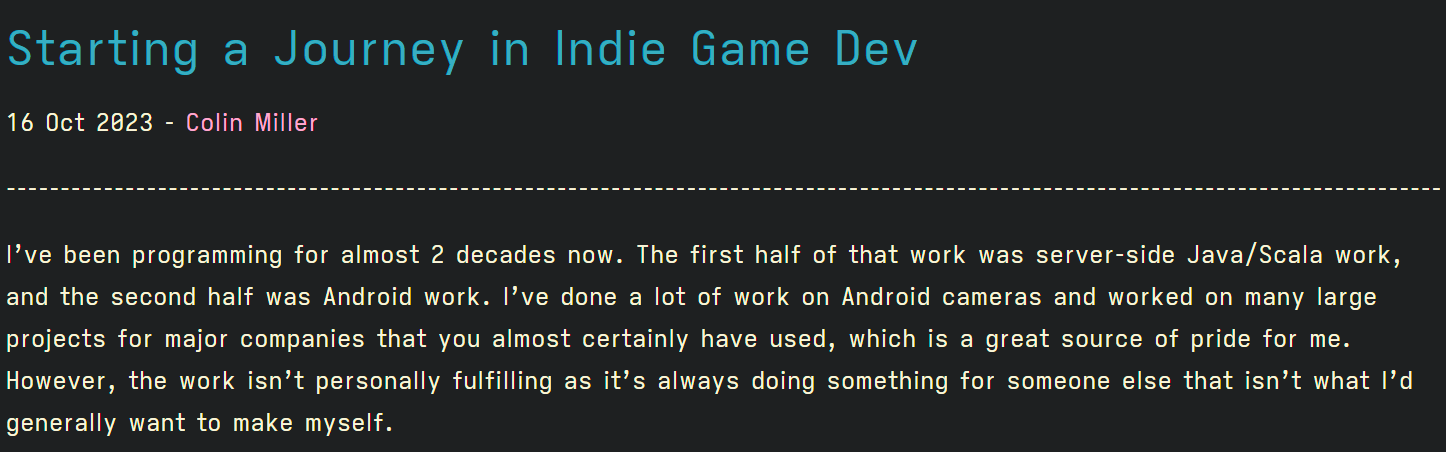 Starting a Journey in Indie Game Dev
16 Oct 2023 - Colin Miller
I’ve been programming for almost 2 decades now. The first half of that work was server-side Java/Scala work,
and the second half was Android work. I’ve done a lot of work on Android cameras and worked on many large
projects for major companies that you almost certainly have used, which is a great source of pride for me.
However, the work isn’t personally fulfilling as it’s always doing something for someone else that isn’t what I’d
generally want to make myself.